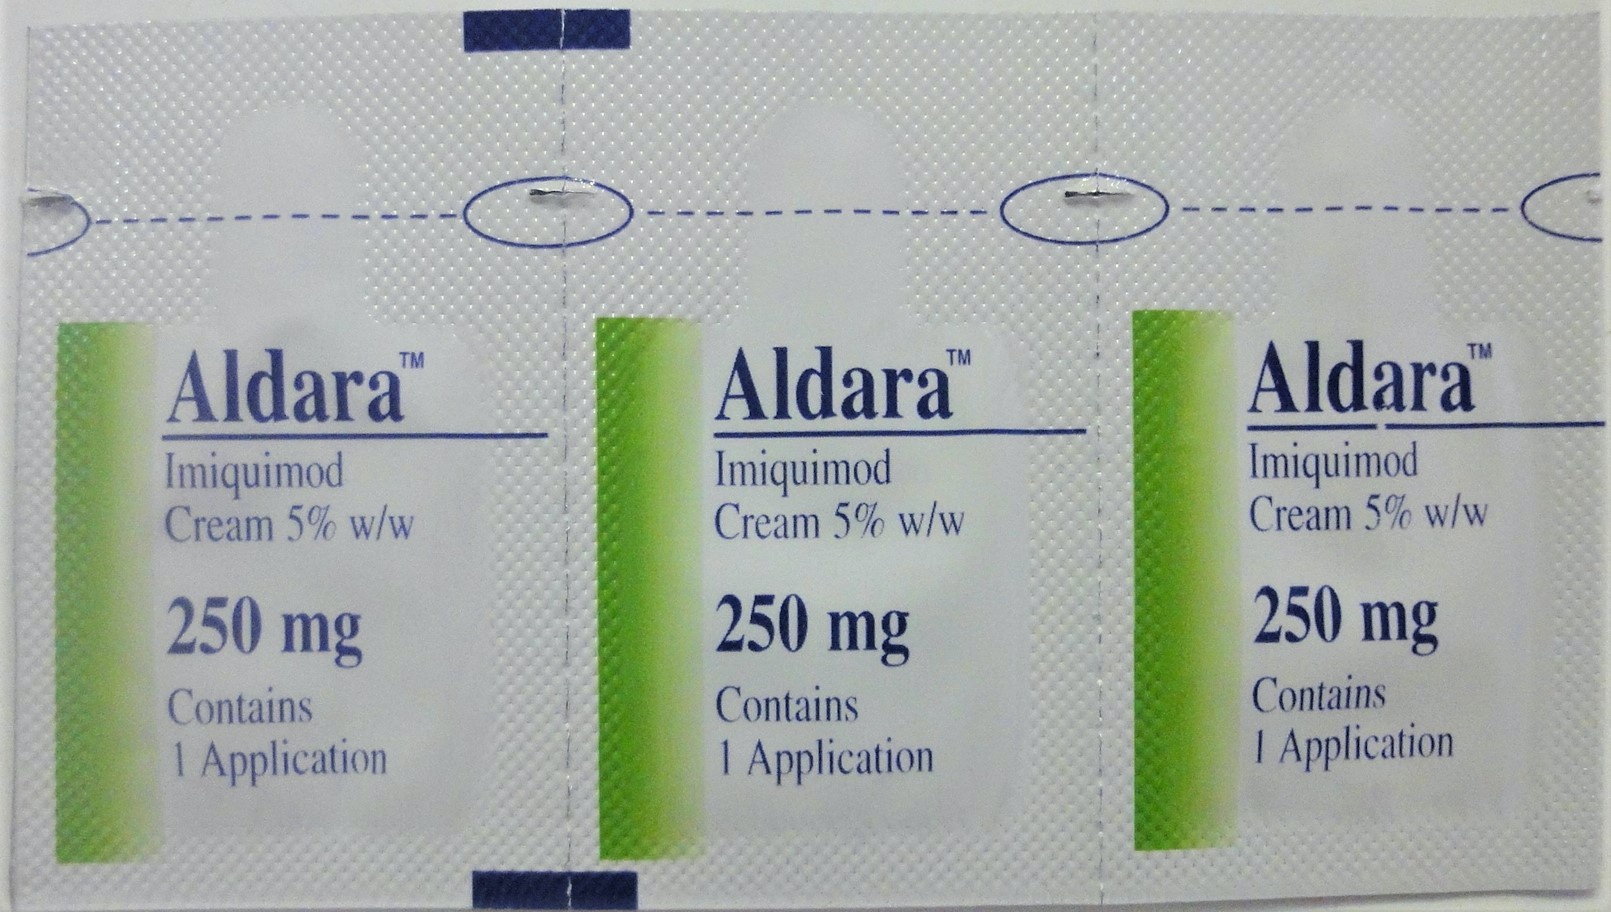 Aldara™
Imiquimod
Cream 5% w/w
250 mg
Contains
1 Application
Aldara™
Imiquimod
Cream 5% w/w
250 mg
Contains
1 Application
Aldara™
Imiquimod
Cream 5% w/w
250 mg
Contains
1 Application